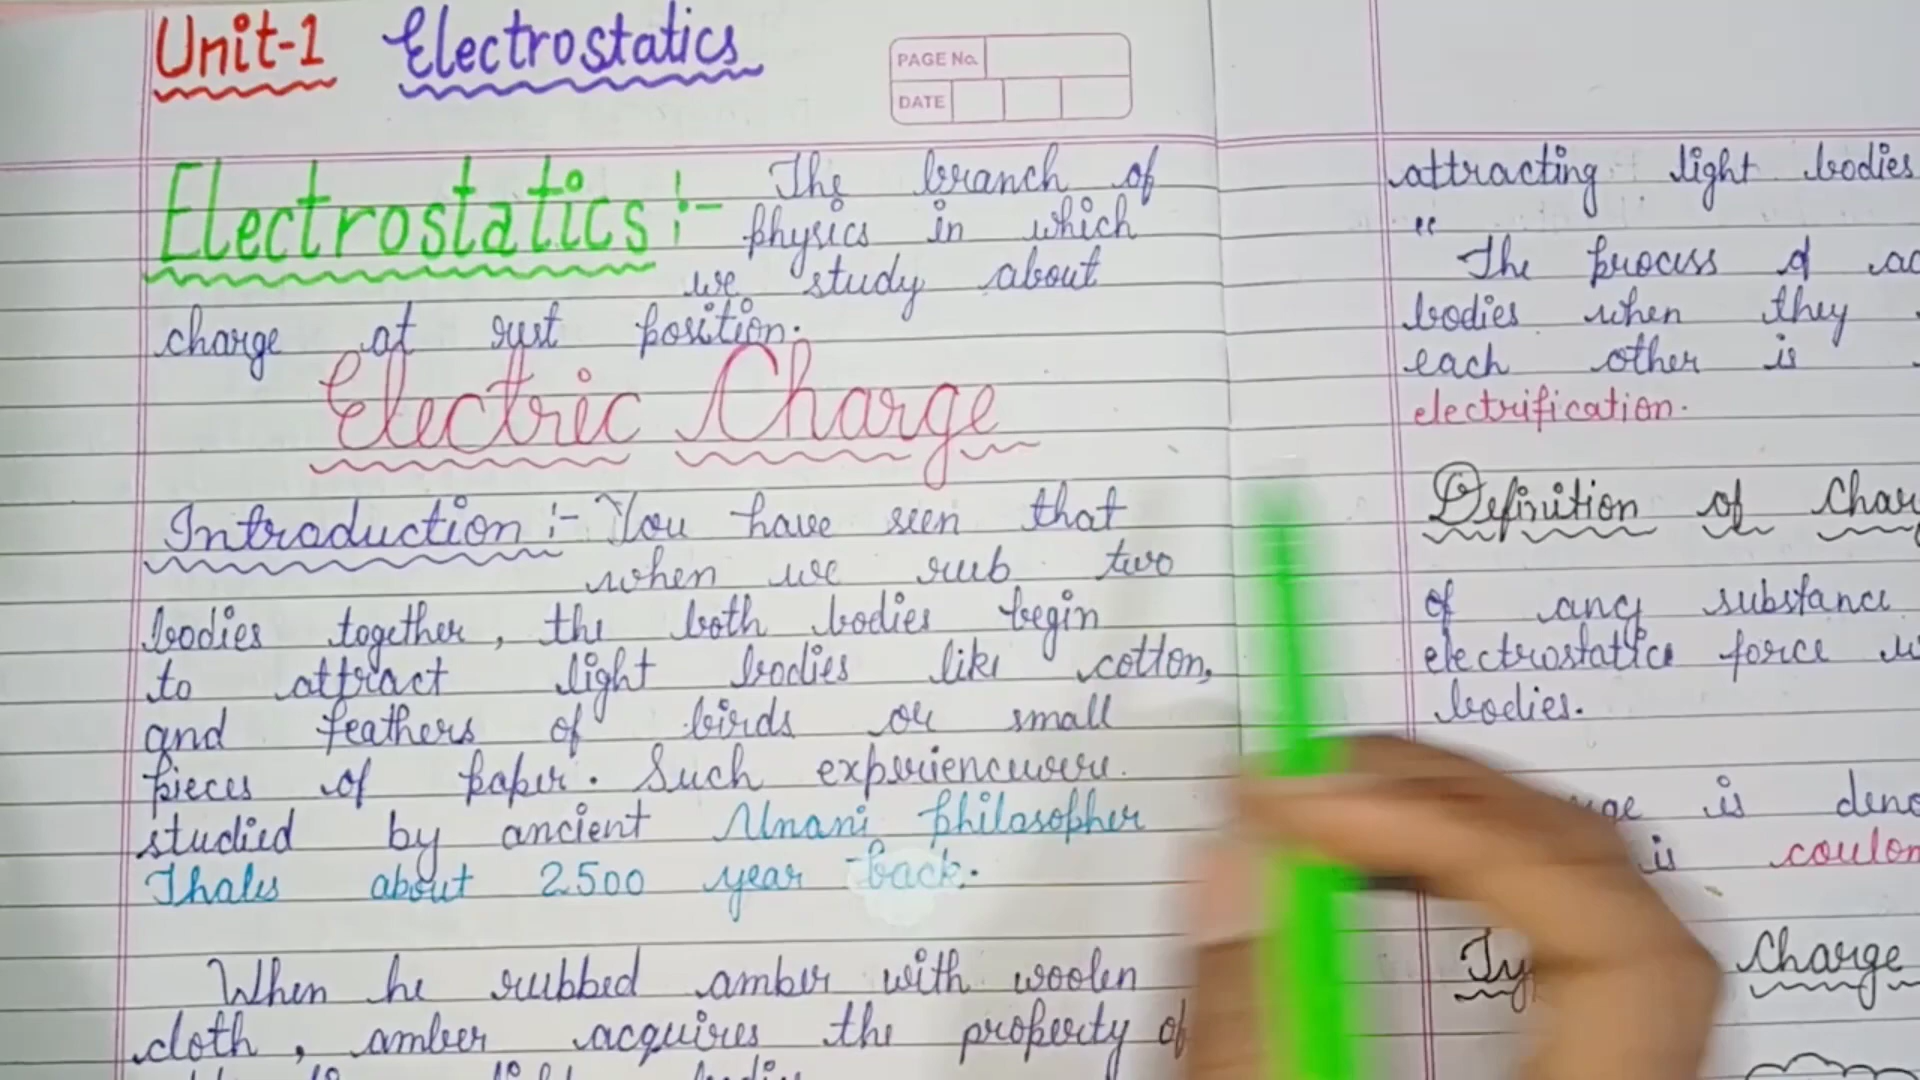 Unit-1 Electrostatics
PAGE No.
DATE
Electrostatics :- The branch of
physics in which
we study about
charge at rest position.
Electric Charge
Introduction :- You have seen that
when we rub two
bodies together, the both bodies begin
to attract light bodies like cotton,
and feathers of birds or small
pieces of paper. Such experience were
studied by ancient Unani philosopher
Thales about 2500 year back.
When he rubbed amber with woolen
cloth, amber acquires the property of
attracting light bodies
"The process of
bodies when they
each other is
electrification.
Definition of
of any substance
electrostatics force
bodies.
is
is
Charge